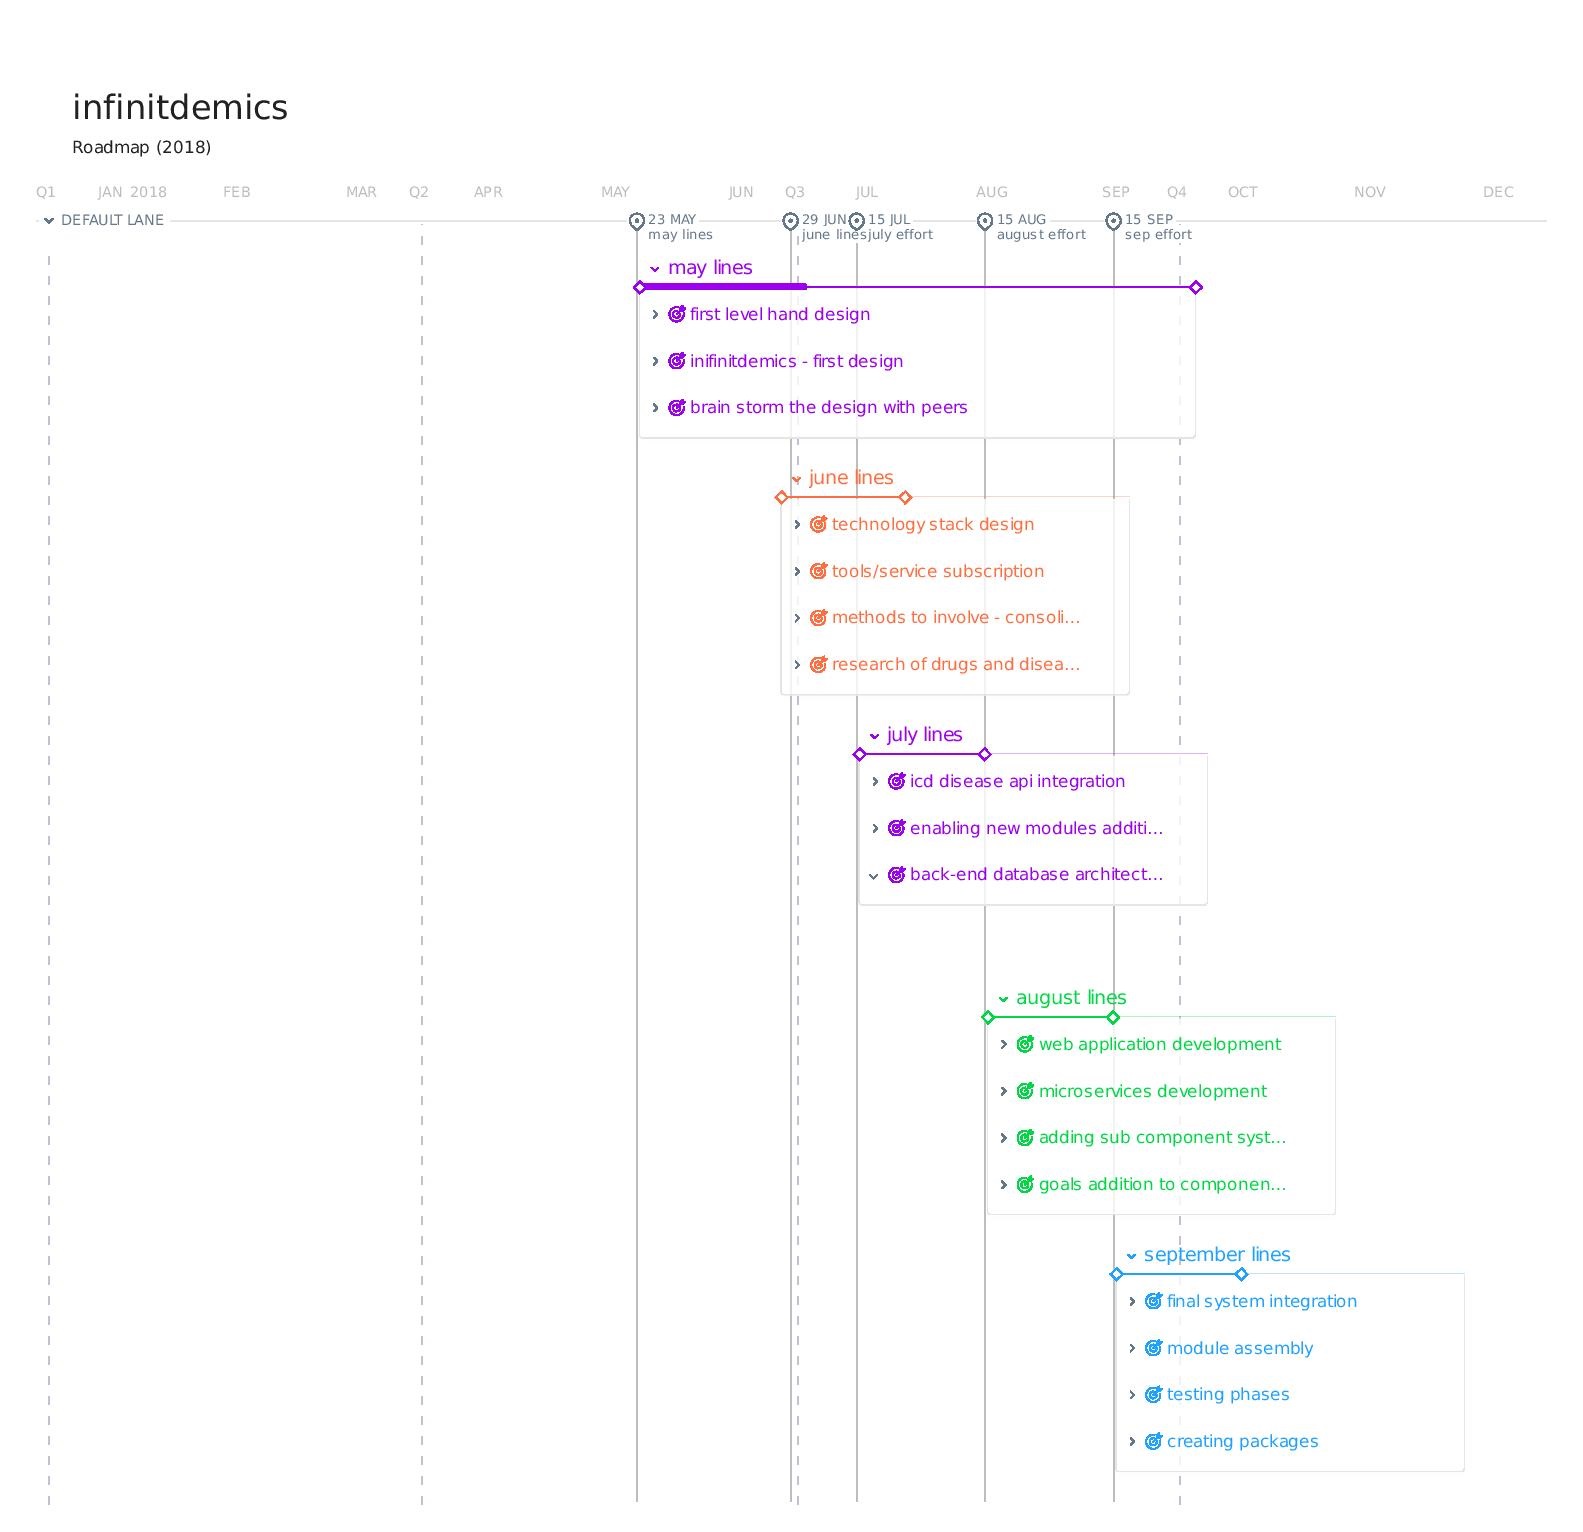 infinitdemics
Roadmap (2018)
Q1 JAN 2018 FEB MAR Q2 APR MAY JUN Q3 JUL AUG SEP Q4 OCT NOV DEC
DEFAULT LANE 23 MAY 29 JUN 15 JUL 15 AUG 15 SEP
may lines june lines july effort august effort sep effort
may lines
first level hand design
inifinitdemics - first design
brain storm the design with peers
june lines
technology stack design
tools/service subscription
methods to involve - consoli...
research of drugs and disea...
july lines
icd disease api integration
enabling new modules additi...
back-end database architect...
august lines
web application development
microservices development
adding sub component syst...
goals addition to componen...
september lines
final system integration
module assembly
testing phases
creating packages